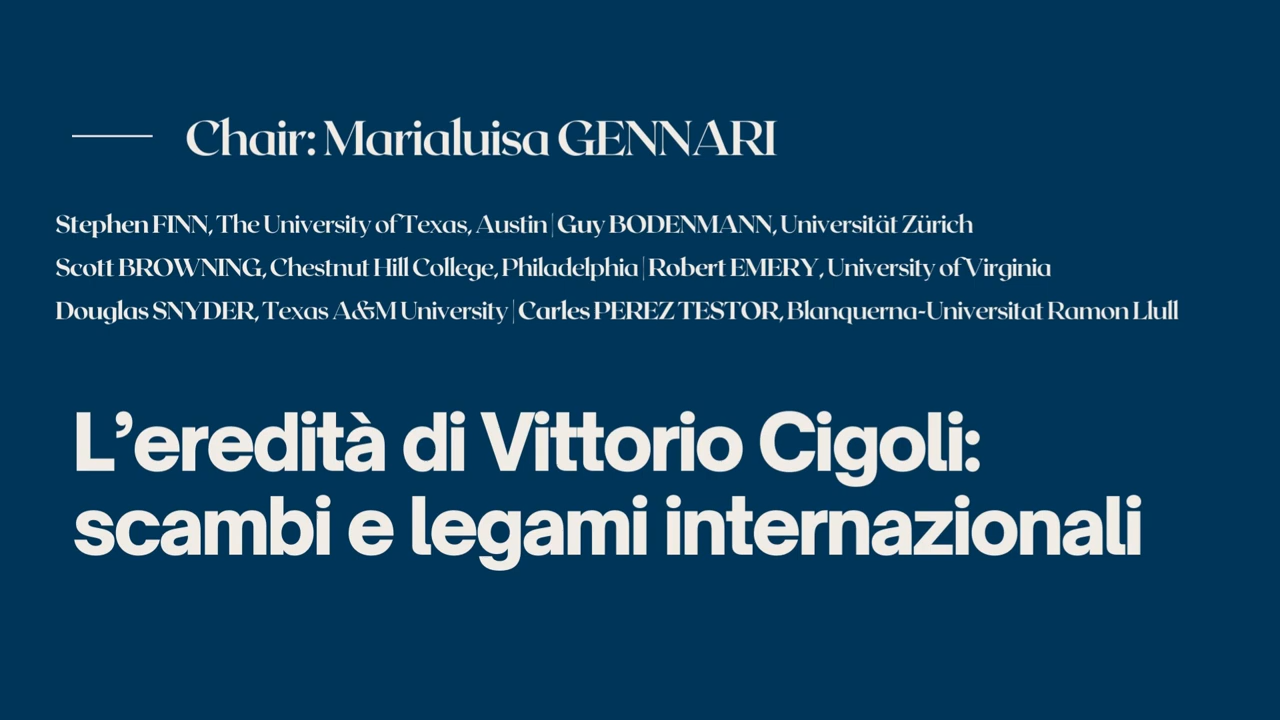 Chair: Marialuisa GENNARI
Stephen FINN, The University of Texas, Austin | Guy BODENMANN, Universität Zürich
Scott BROWNING, Chestnut Hill College, Philadelphia | Robert EMERY, University of Virginia
Douglas SNYDER, Texas A&M University | Carles PEREZ TESTOR, Blanquerna-Universitat Ramon Llull
L’eredità di Vittorio Cigoli:
scambi e legami internazionali